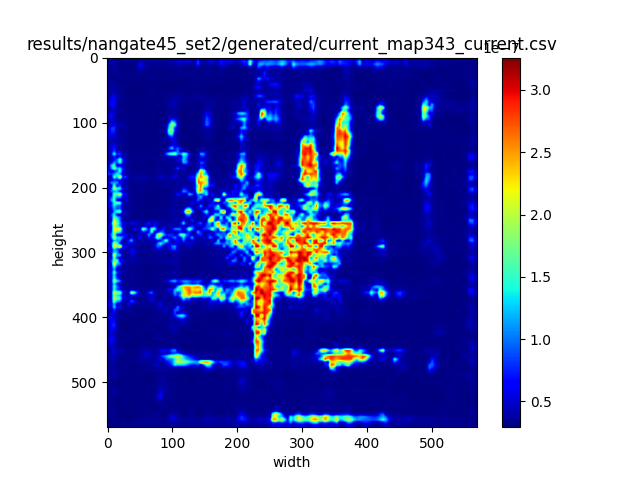 results/nangate45_set2/generated/current_map343_current.csv
1e−7
0
100
200
300
400
500
height
0 100 200 300 400 500
width
3.0
2.5
2.0
1.5
1.0
0.5